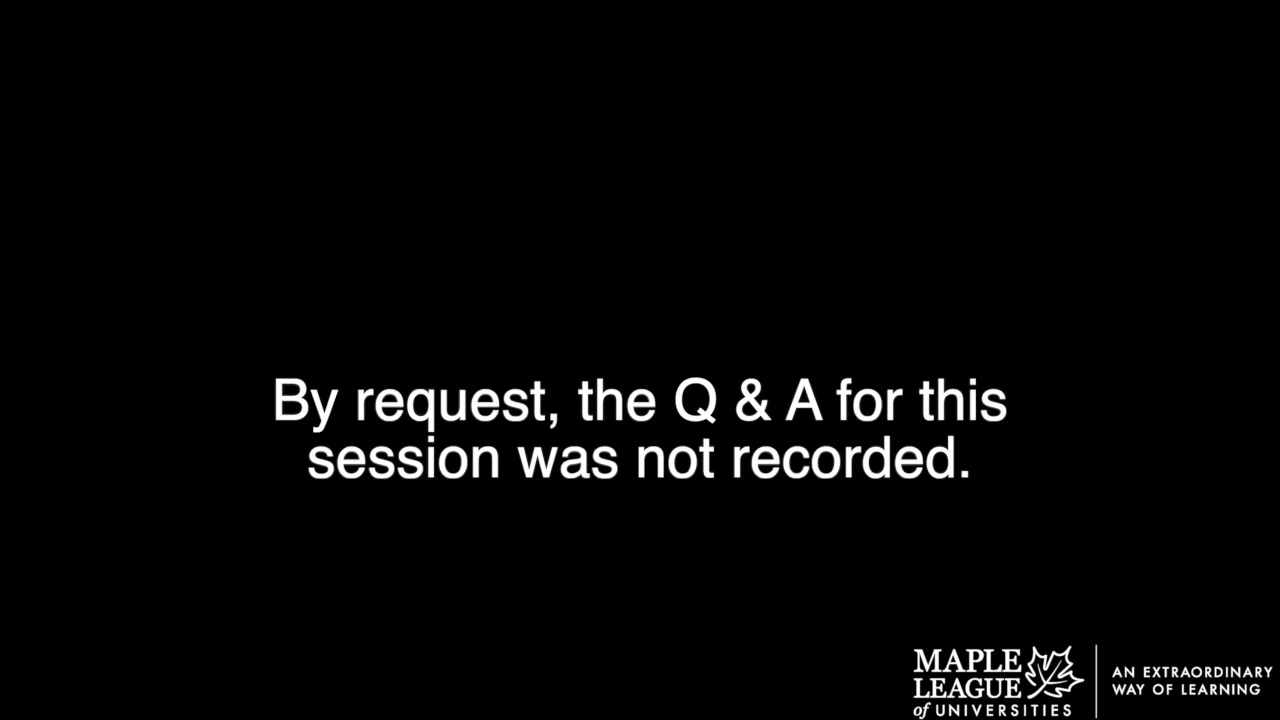 By request, the Q & A for this
session was not recorded.
MAPLE
LEAGUE
of UNIVERSITIES
AN EXTRAORDINARY
WAY OF LEARNING